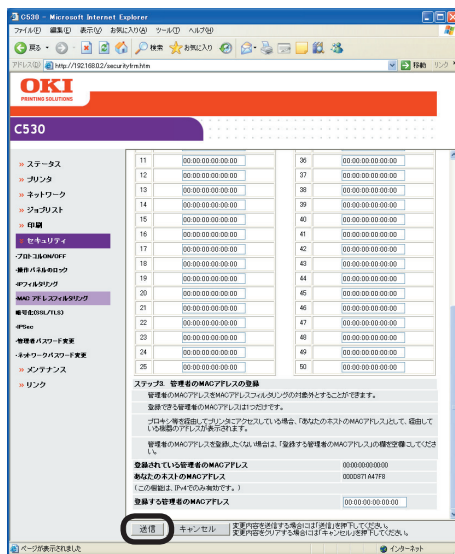 C530 - Microsoft Internet Explorer
ファイル(F) 編集(E) 表示(V) お気に入り(A) ツール(T) ヘルプ(H)
戻る 検索 お気に入り
アドレス(D) http://192.168.0.2/securityfrm.htm 移動 リンク
OKI
PRINTING SOLUTIONS
C530
ステータス
プリンタ
ネットワーク
ジョブリスト
印刷
セキュリティ
・プロトコルON/OFF
・操作パネルのロック
・IPフィルタリング
・MAC アドレスフィルタリング
・暗号化(SSL/TLS)
・IPSec
・管理者パスワード変更
・ネットワークパスワード変更
メンテナンス
リンク
11 00:00:00:00:00:00 36 00:00:00:00:00:00
12 00:00:00:00:00:00 37 00:00:00:00:00:00
13 00:00:00:00:00:00 38 00:00:00:00:00:00
14 00:00:00:00:00:00 39 00:00:00:00:00:00
15 00:00:00:00:00:00 40 00:00:00:00:00:00
16 00:00:00:00:00:00 41 00:00:00:00:00:00
17 00:00:00:00:00:00 42 00:00:00:00:00:00
18 00:00:00:00:00:00 43 00:00:00:00:00:00
19 00:00:00:00:00:00 44 00:00:00:00:00:00
20 00:00:00:00:00:00 45 00:00:00:00:00:00
21 00:00:00:00:00:00 46 00:00:00:00:00:00
22 00:00:00:00:00:00 47 00:00:00:00:00:00
23 00:00:00:00:00:00 48 00:00:00:00:00:00
24 00:00:00:00:00:00 49 00:00:00:00:00:00
25 00:00:00:00:00:00 50 00:00:00:00:00:00
ステップ3. 管理者のMACアドレスの登録
管理者のMACアドレスをMACアドレスフィルタリングの対象外とすることができます。
登録できる管理者のMACアドレスは1つだけです。
プロキシ等を経由してプリンタにアクセスしている場合、「あなたのホストのMACアドレス」として、経由して
いる機器のアドレスが表示されます。
管理者のMACアドレスを登録したくない場合は、「登録する管理者のMACアドレス」の欄を空欄にしてくださ
い。
登録されている管理者のMACアドレス 000000000000
あなたのホストのMACアドレス 0000871A47F8
(この機能は、IPv4でのみ有効です。)
登録する管理者のMACアドレス 00:00:00:00:00:00
送信 キャンセル 変更内容を送信する場合には「送信」を押下してください。
変更内容をクリアする場合には「キャンセル」を押下してください。
ページが表示されました インターネット